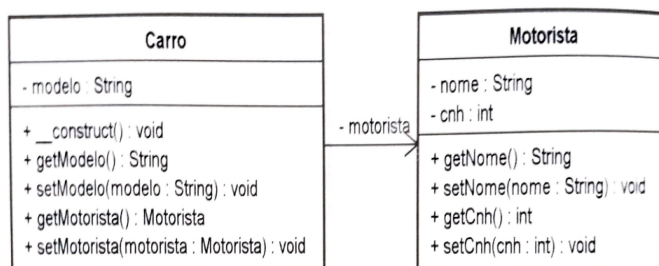 Carro
- modelo : String
+ __construct() : void
+ getModelo() : String
+ setModelo(modelo : String) : void
+ getMotorista() : Motorista
+ setMotorista(motorista : Motorista) : void
- motorista
Motorista
- nome : String
- cnh : int
+ getNome() : String
+ setNome(nome : String) : void
+ getCnh() : int
+ setCnh(cnh : int) : void